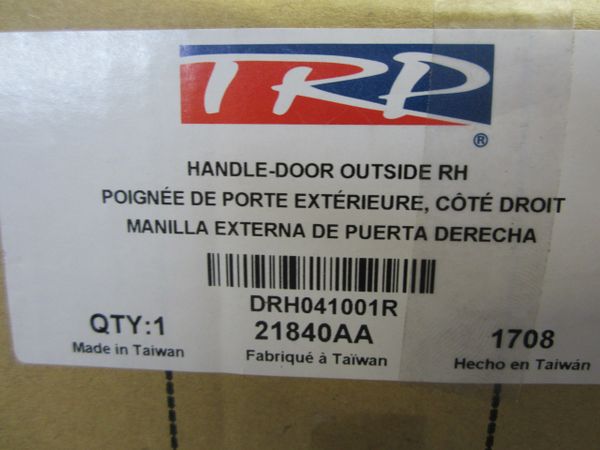 TRP
®
HANDLE-DOOR OUTSIDE RH
POIGNÉE DE PORTE EXTÉRIEURE, CÔTÉ DROIT
MANILLA EXTERNA DE PUERTA DERECHA
DRH041001R
QTY:1 21840AA 1708
Made in Taiwan Fabriqué à Taïwan Hecho en Taiwán